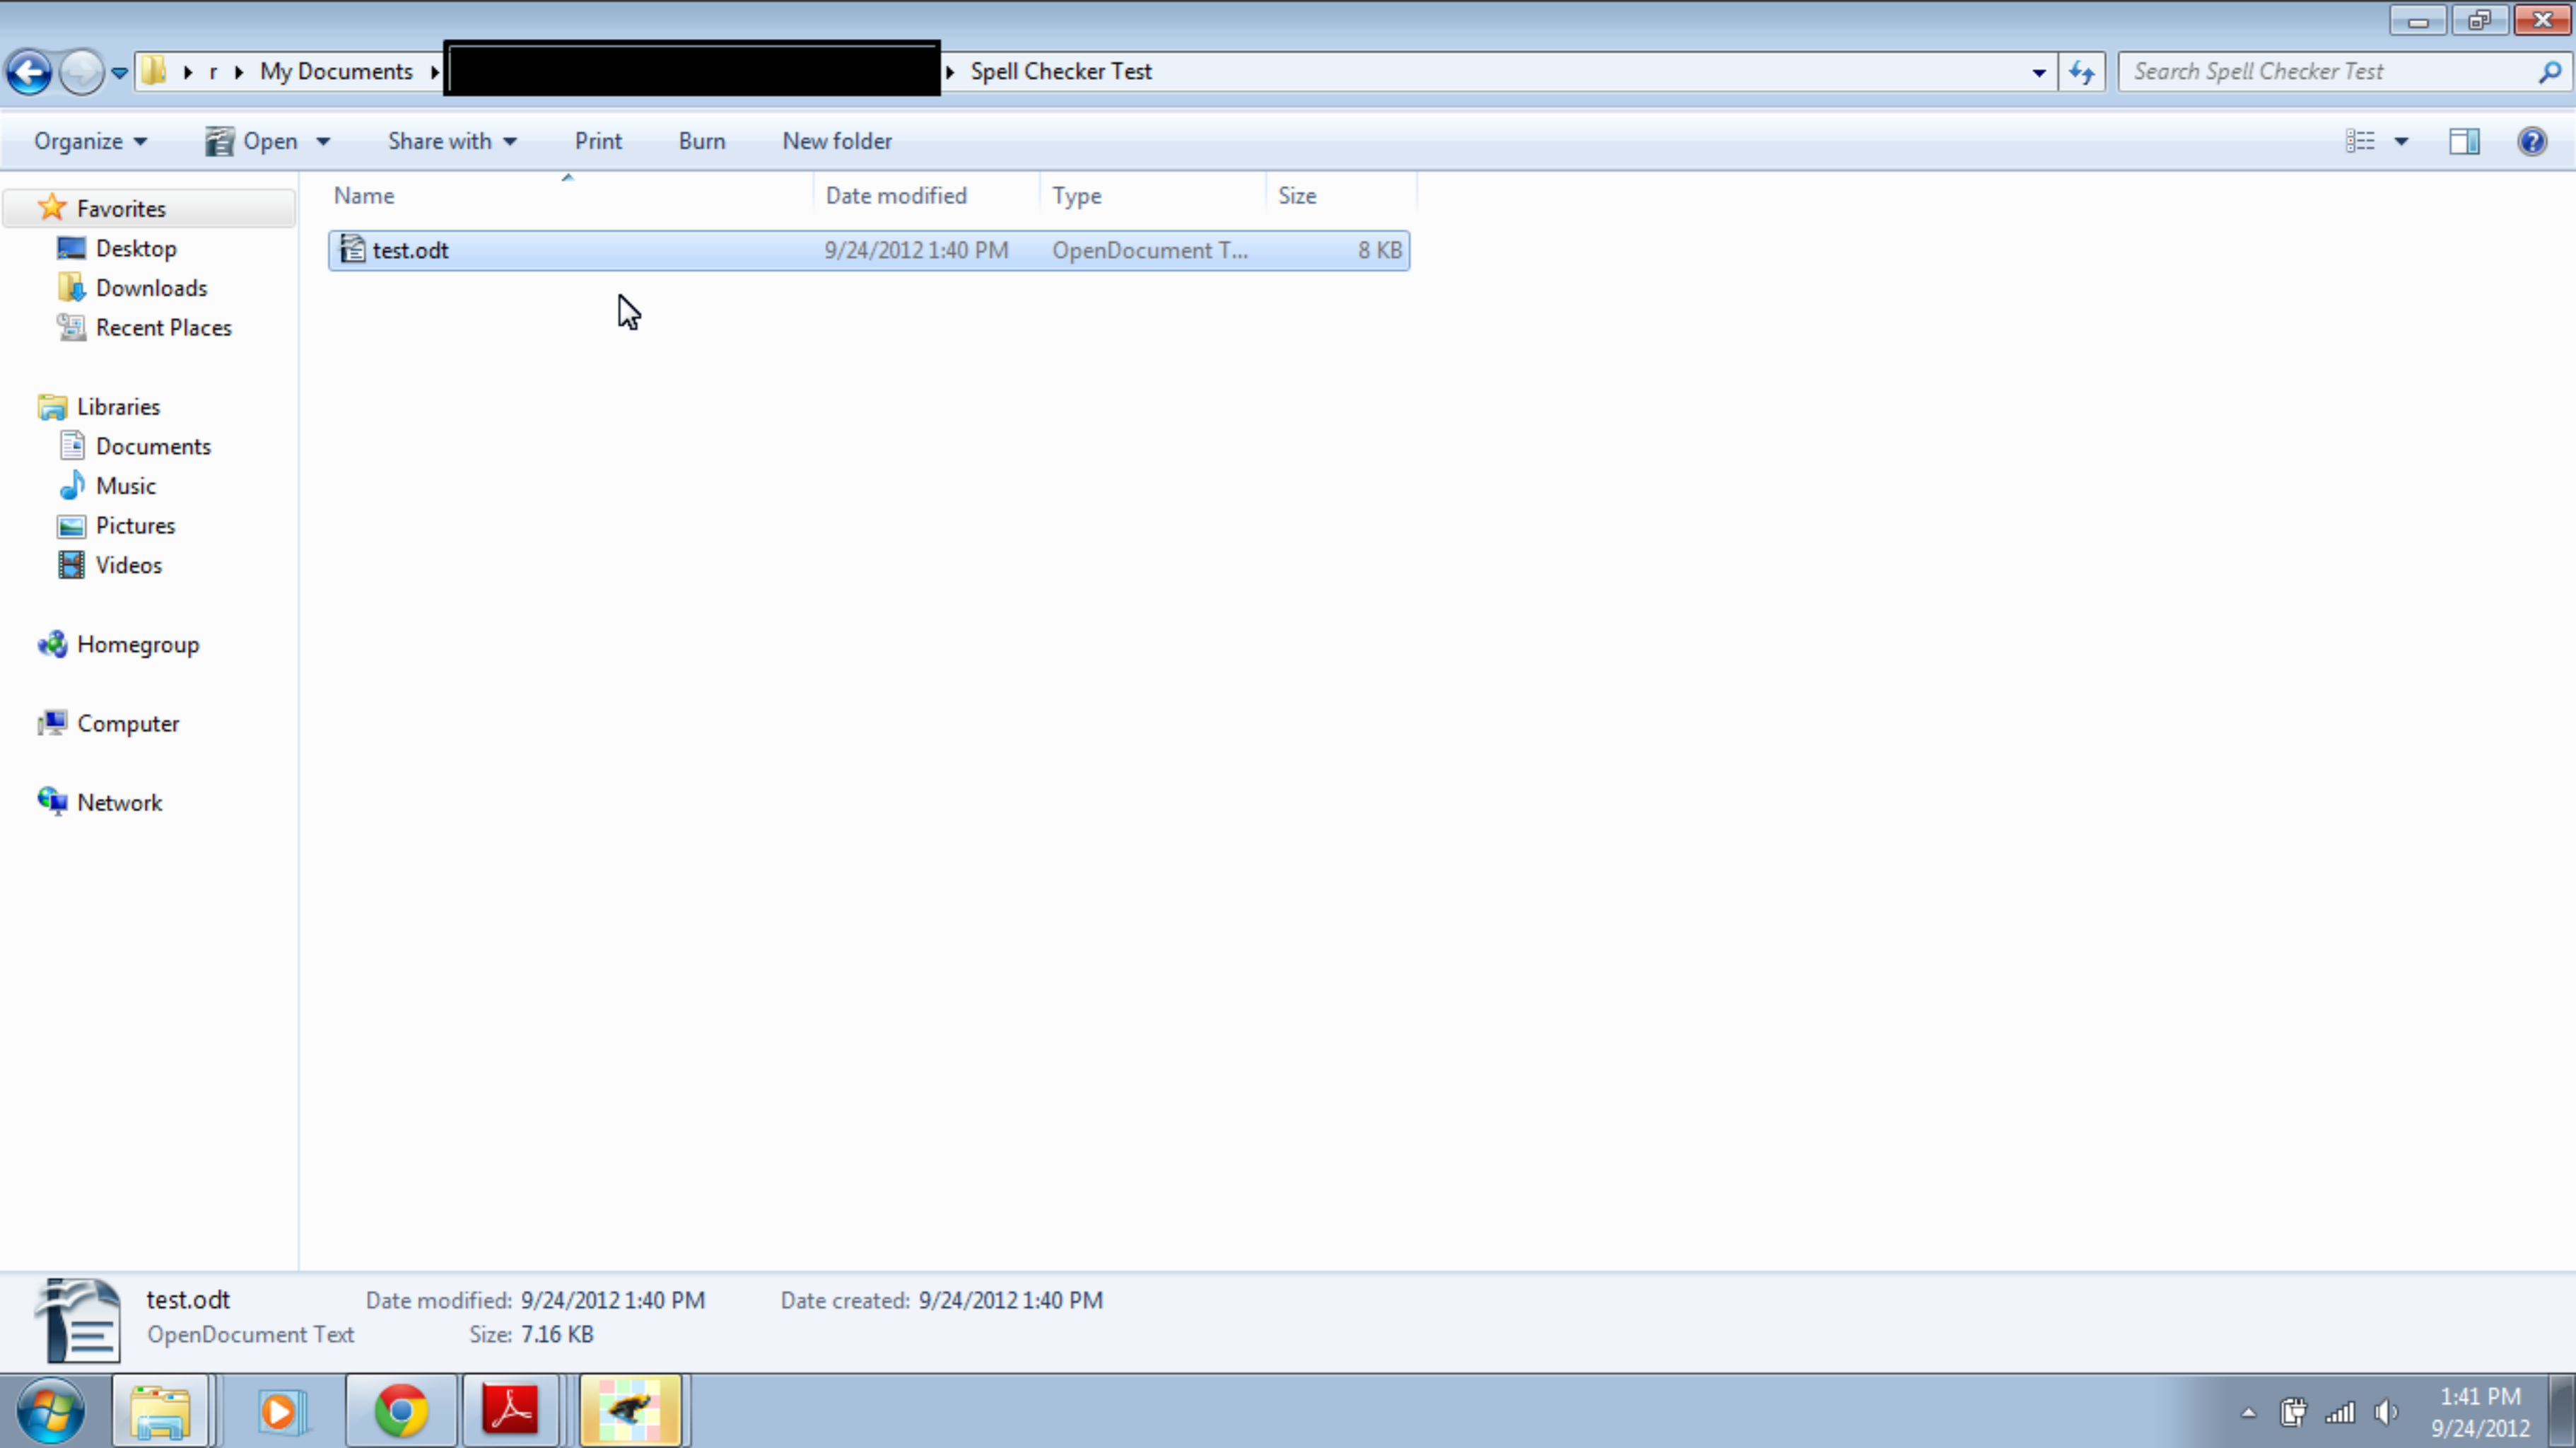 r My Documents Spell Checker Test Search Spell Checker Test
Organize Open Share with Print Burn New folder
Name Date modified Type Size
test.odt 9/24/2012 1:40 PM OpenDocument T... 8 KB
Favorites
Desktop
Downloads
Recent Places
Libraries
Documents
Music
Pictures
Videos
Homegroup
Computer
Network
test.odt Date modified: 9/24/2012 1:40 PM Date created: 9/24/2012 1:40 PM
OpenDocument Text Size: 7.16 KB
1:41 PM
9/24/2012